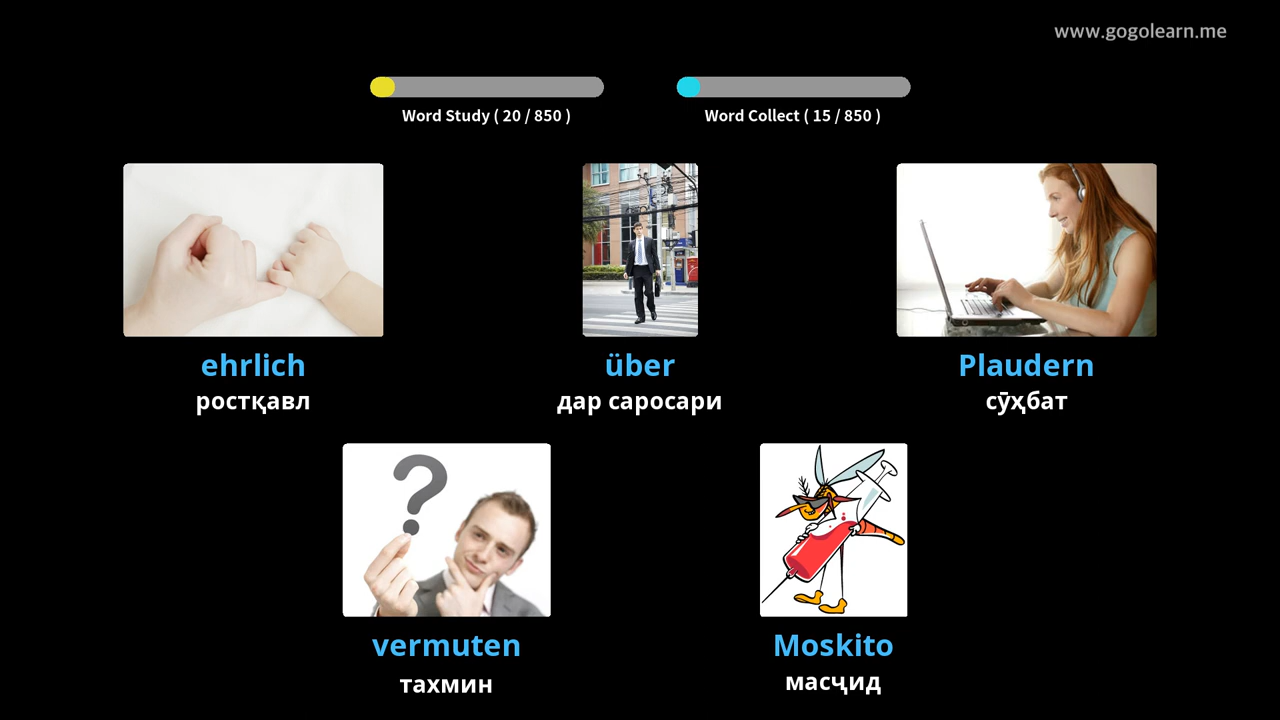 www.gogolearn.me
Word Study ( 20 / 850 )
Word Collect ( 15 / 850 )
ehrlich
ростқавл
über
дар саросари
Plaudern
сӯҳбат
vermuten
тахмин
Moskito
масҷид